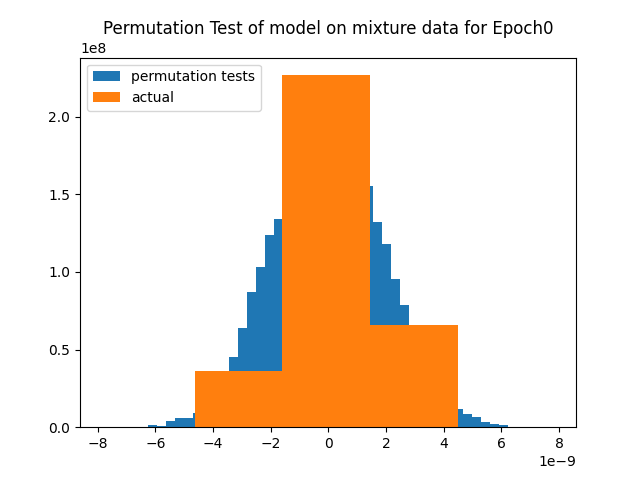 Permutation Test of model on mixture data for Epoch0
1e8
permutation tests
actual
2.0
1.5
1.0
0.5
0.0
−8 −6 −4 −2 0 2 4 6 8
1e−9